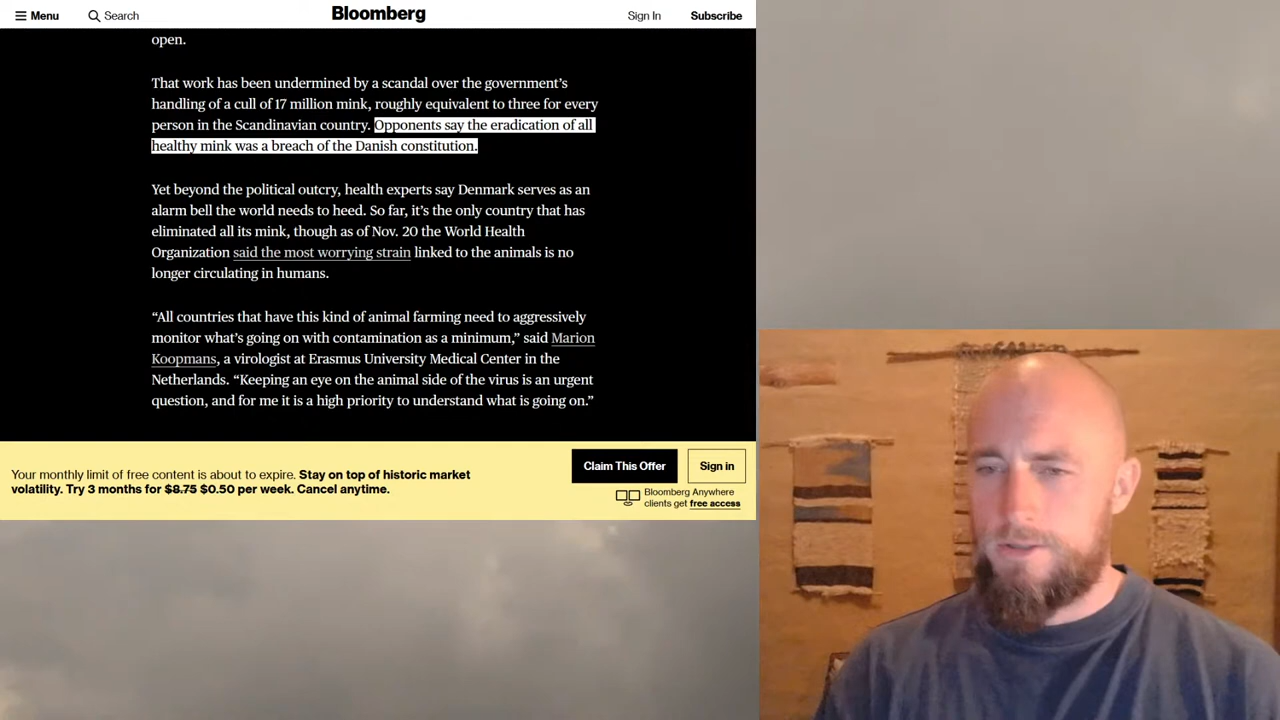 Menu
Search
Bloomberg
Sign In
Subscribe
open.
That work has been undermined by a scandal over the government’s
handling of a cull of 17 million mink, roughly equivalent to three for every
person in the Scandinavian country. Opponents say the eradication of all
healthy mink was a breach of the Danish constitution.
Yet beyond the political outcry, health experts say Denmark serves as an
alarm bell the world needs to heed. So far, it’s the only country that has
eliminated all its mink, though as of Nov. 20 the World Health
Organization said the most worrying strain linked to the animals is no
longer circulating in humans.
“All countries that have this kind of animal farming need to aggressively
monitor what’s going on with contamination as a minimum,” said Marion
Koopmans, a virologist at Erasmus University Medical Center in the
Netherlands. “Keeping an eye on the animal side of the virus is an urgent
question, and for me it is a high priority to understand what is going on.”
Your monthly limit of free content is about to expire. Stay on top of historic market
volatility. Try 3 months for $8.75 $0.50 per week. Cancel anytime.
Claim This Offer
Sign in
Bloomberg Anywhere
clients get free access